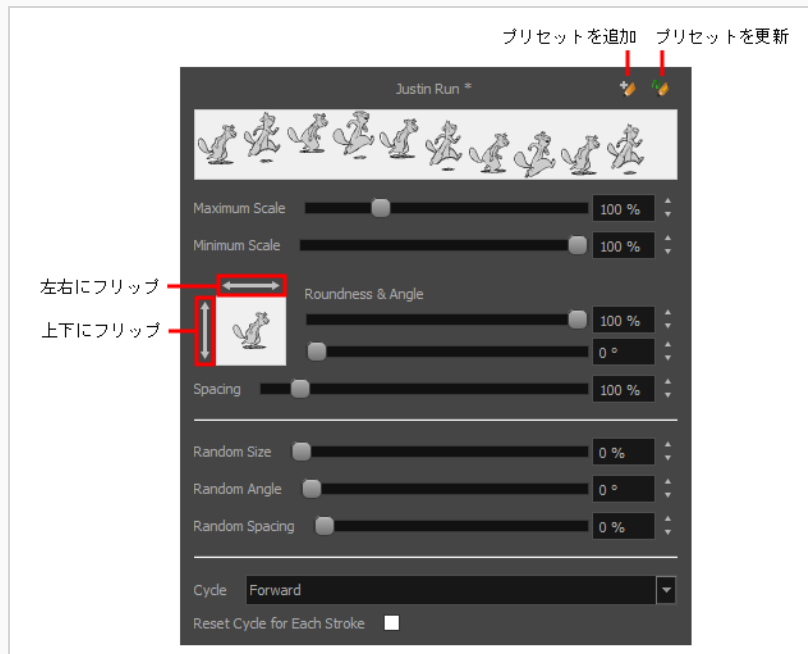 プリセットを追加 プリセットを更新
Justin Run *
Maximum Scale 100 %
Minimum Scale 100 %
左右にフリップ
Roundness & Angle
100 %
上下にフリップ
0 °
Spacing 100 %
Random Size 0 %
Random Angle 0 °
Random Spacing 0 %
Cycle Forward
Reset Cycle for Each Stroke